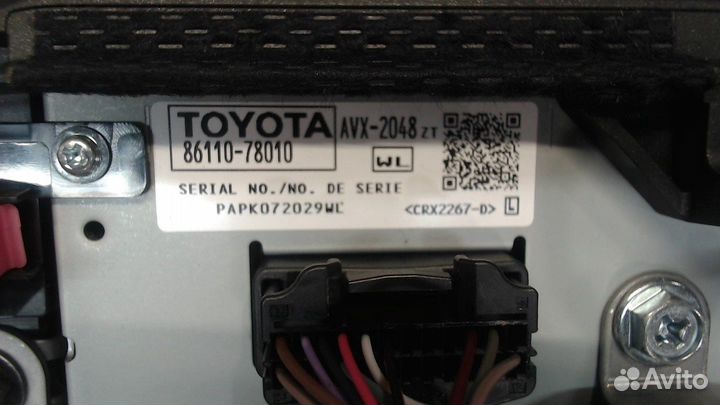 TOYOTA AVX-2048 ZT
86110-78010 WL
SERIAL NO./NO. DE SERIE
PAPK072029WL <CRX2267-D> L
Avito